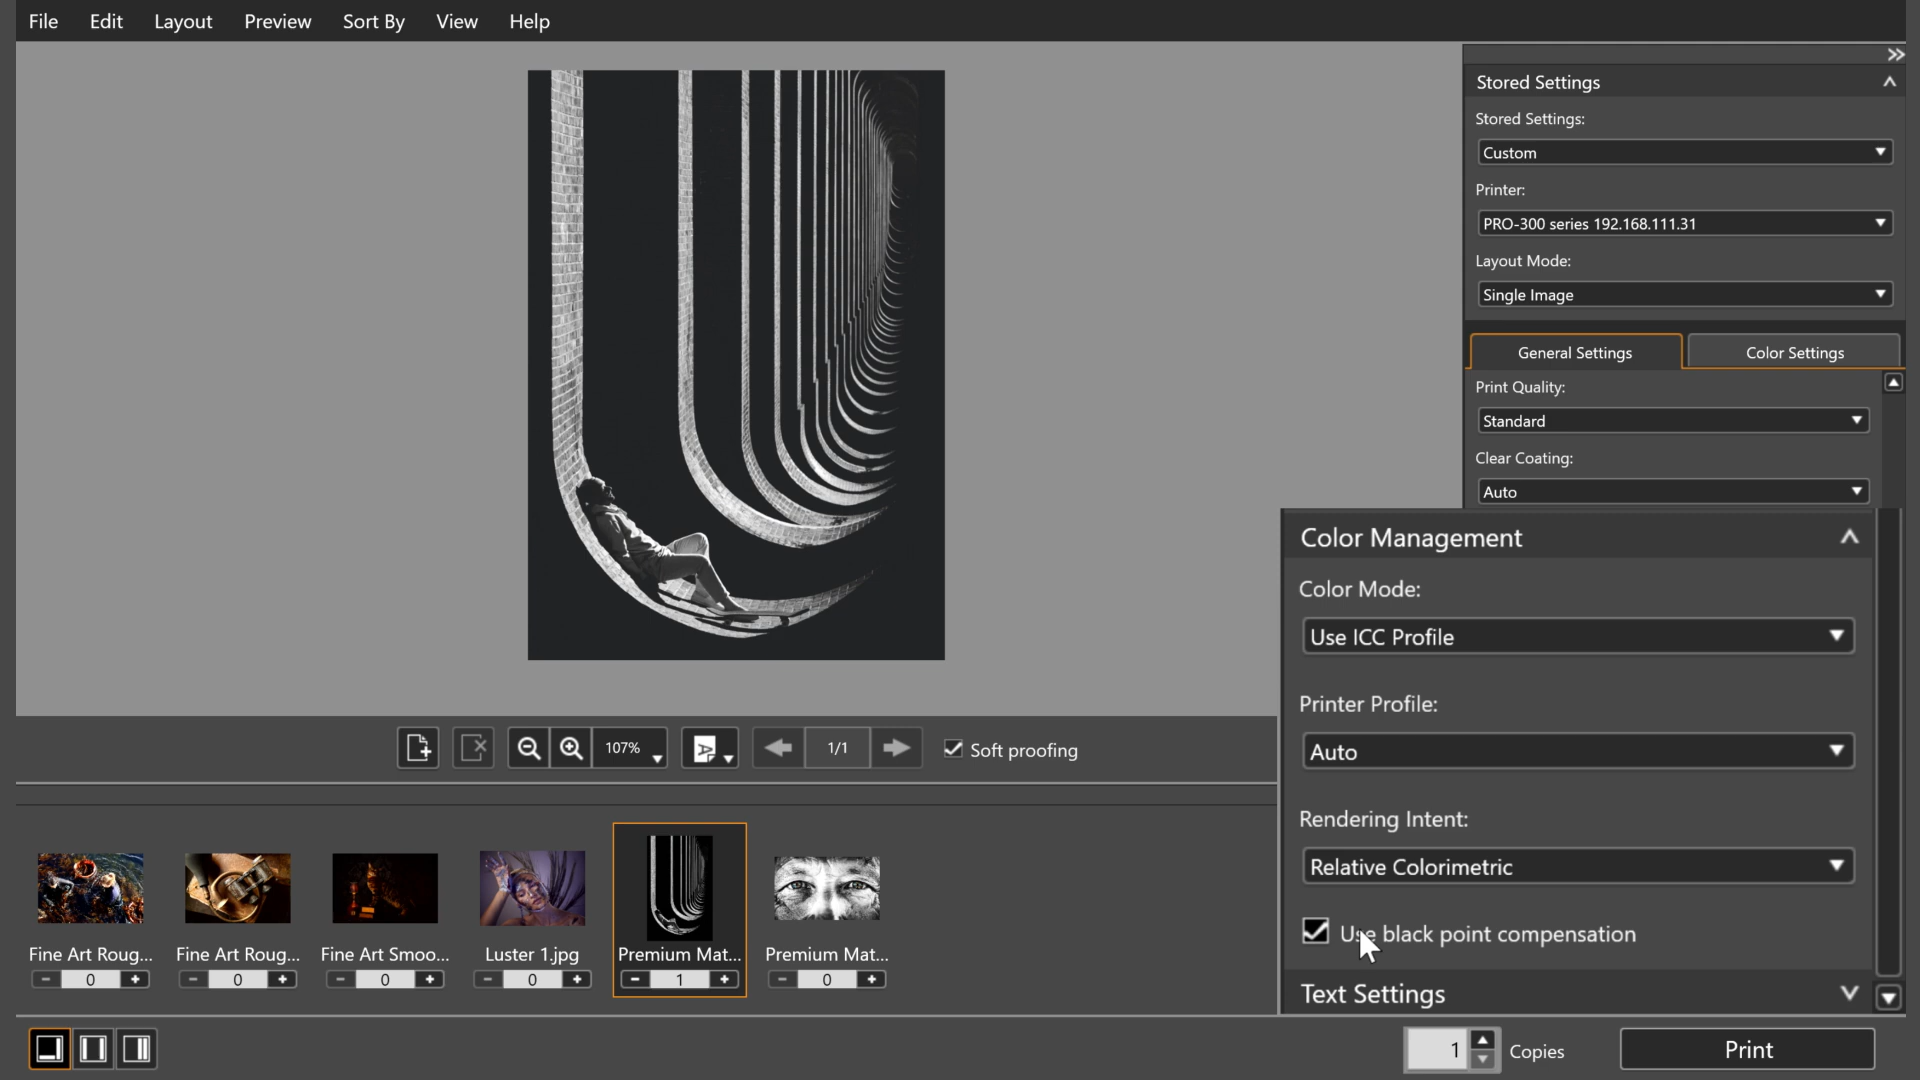 File Edit Layout Preview Sort By View Help
Stored Settings
Stored Settings:
Custom
Printer:
PRO-300 series 192.168.111.31
Layout Mode:
Single Image
General Settings Color Settings
Print Quality:
Standard
Clear Coating:
Auto
Color Management
Color Mode:
Use ICC Profile
Printer Profile:
Auto
Rendering Intent:
Relative Colorimetric
Use black point compensation
Text Settings
107% 1/1 Soft proofing
Fine Art Roug... Fine Art Roug... Fine Art Smoo... Luster 1.jpg Premium Mat... Premium Mat...
- 0 + - 0 + - 0 + - 0 + - 1 + - 0 +
1 Copies Print